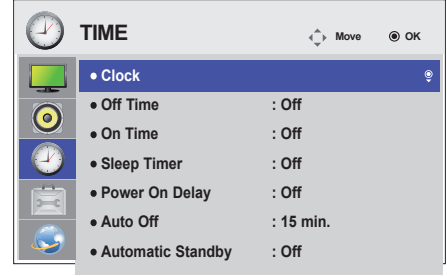 TIME Move OK
● Clock
● Off Time : Off
● On Time : Off
● Sleep Timer : Off
● Power On Delay : Off
● Auto Off : 15 min.
● Automatic Standby : Off